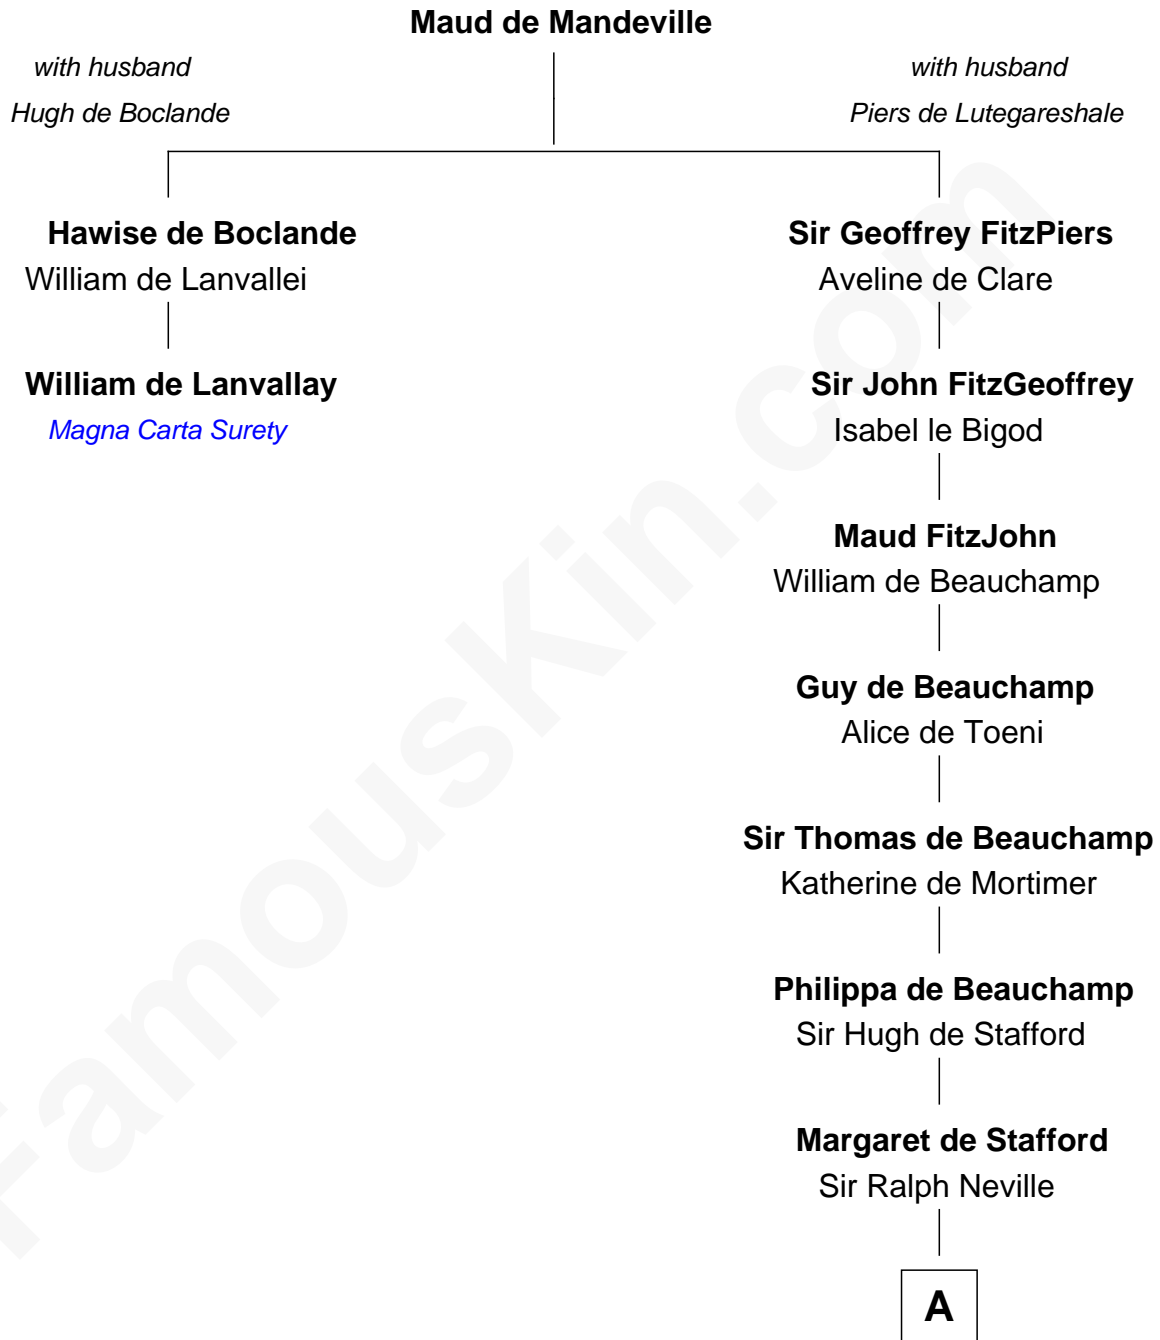 Maud de Mandeville
with husband
Hugh de Boclande
with husband
Piers de Lutegareshale
Hawise de Boclande
William de Lanvallei
William de Lanvallay
Magna Carta Surety
Sir Geoffrey FitzPiers
Aveline de Clare
Sir John FitzGeoffrey
Isabel le Bigod
Maud FitzJohn
William de Beauchamp
Guy de Beauchamp
Alice de Toeni
Sir Thomas de Beauchamp
Katherine de Mortimer
Philippa de Beauchamp
Sir Hugh de Stafford
Margaret de Stafford
Sir Ralph Neville
A
FamousKin.com